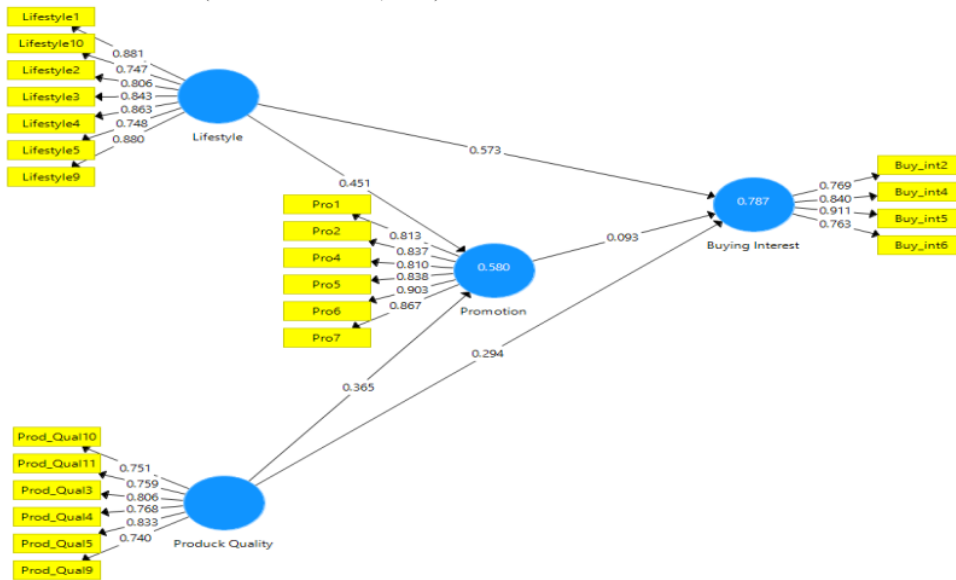 Lifestyle1
Lifestyle10
Lifestyle2
Lifestyle3
Lifestyle4
Lifestyle5
Lifestyle9
0.881
0.747
0.806
0.843
0.863
0.748
0.880
Lifestyle
0.573
0.451
Pro1
Pro2
Pro4
Pro5
Pro6
Pro7
0.813
0.837
0.810
0.838
0.903
0.867
0.580
Promotion
0.093
0.787
Buying Interest
0.769
0.840
0.911
0.763
Buy_int2
Buy_int4
Buy_int5
Buy_int6
0.294
0.365
Prod_Qual10
Prod_Qual11
Prod_Qual3
Prod_Qual4
Prod_Qual5
Prod_Qual9
0.751
0.759
0.806
0.768
0.833
0.740
Produck Quality